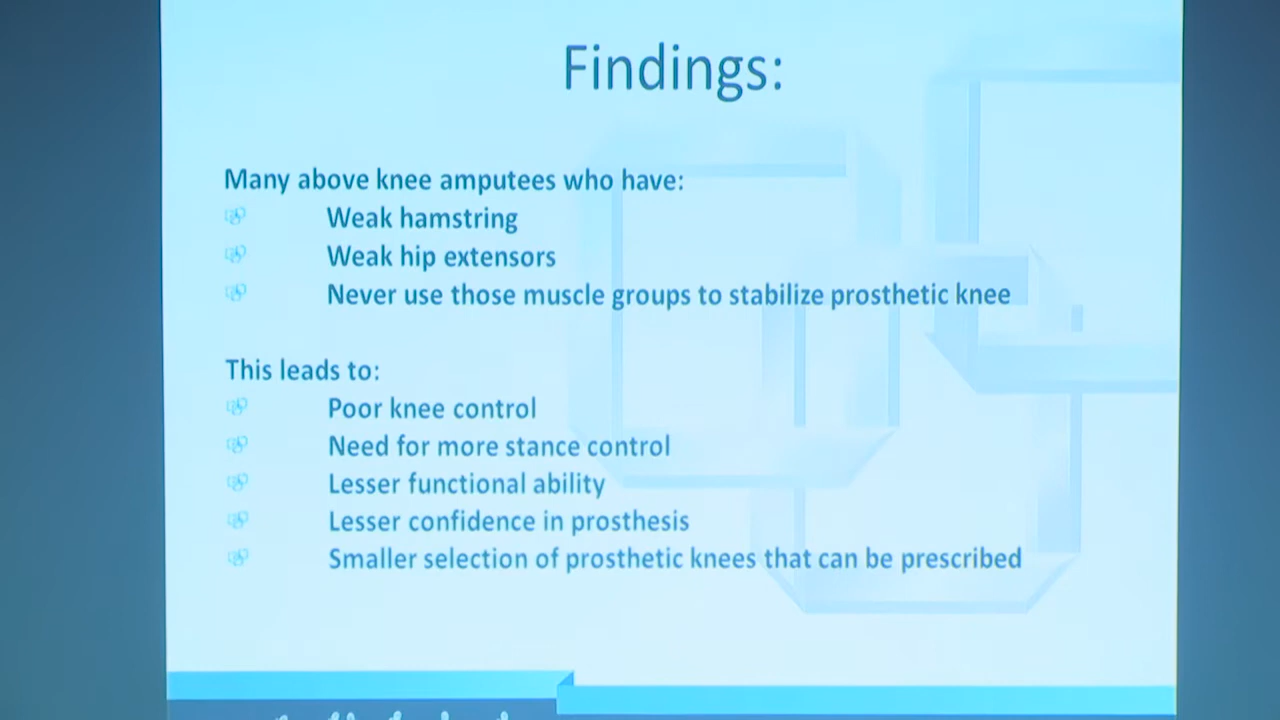 Findings:
Many above knee amputees who have:
Weak hamstring
Weak hip extensors
Never use those muscle groups to stabilize prosthetic knee
This leads to:
Poor knee control
Need for more stance control
Lesser functional ability
Lesser confidence in prosthesis
Smaller selection of prosthetic knees that can be prescribed